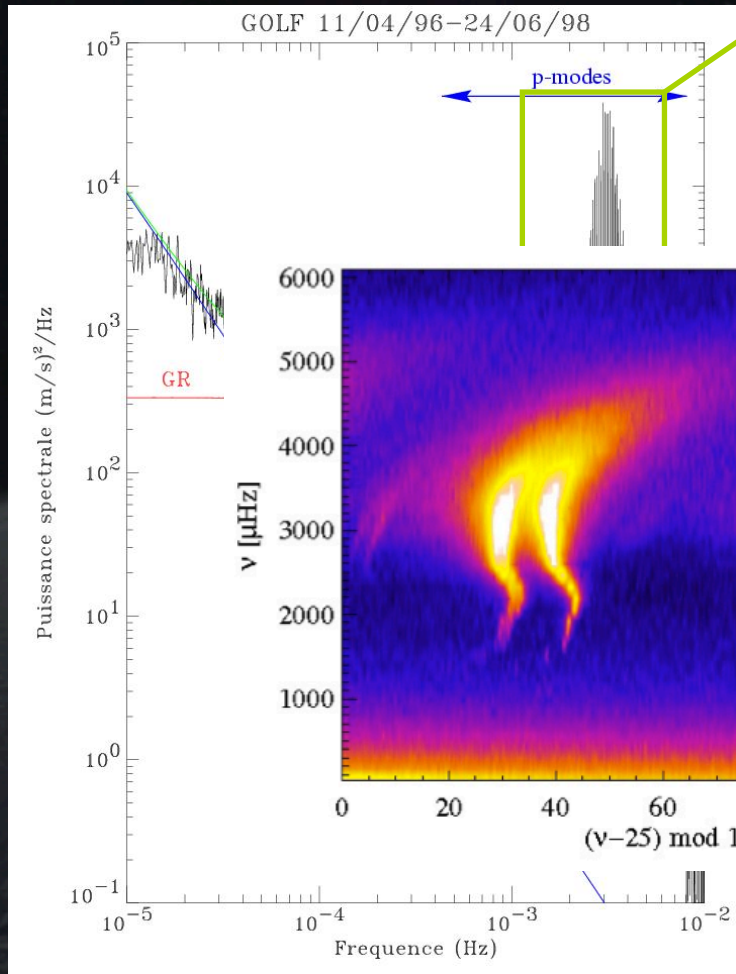 GOLF 11/04/96-24/06/98
p-modes
10^5
10^4
10^3
10^2
10^1
10^0
10^-1
Puissance spectrale (m/s)^2/Hz
GR
6000
5000
4000
3000
2000
1000
ν [μHz]
0 20 40 60
(ν-25) mod 1
10^-5 10^-4 10^-3 10^-2
Frequence (Hz)